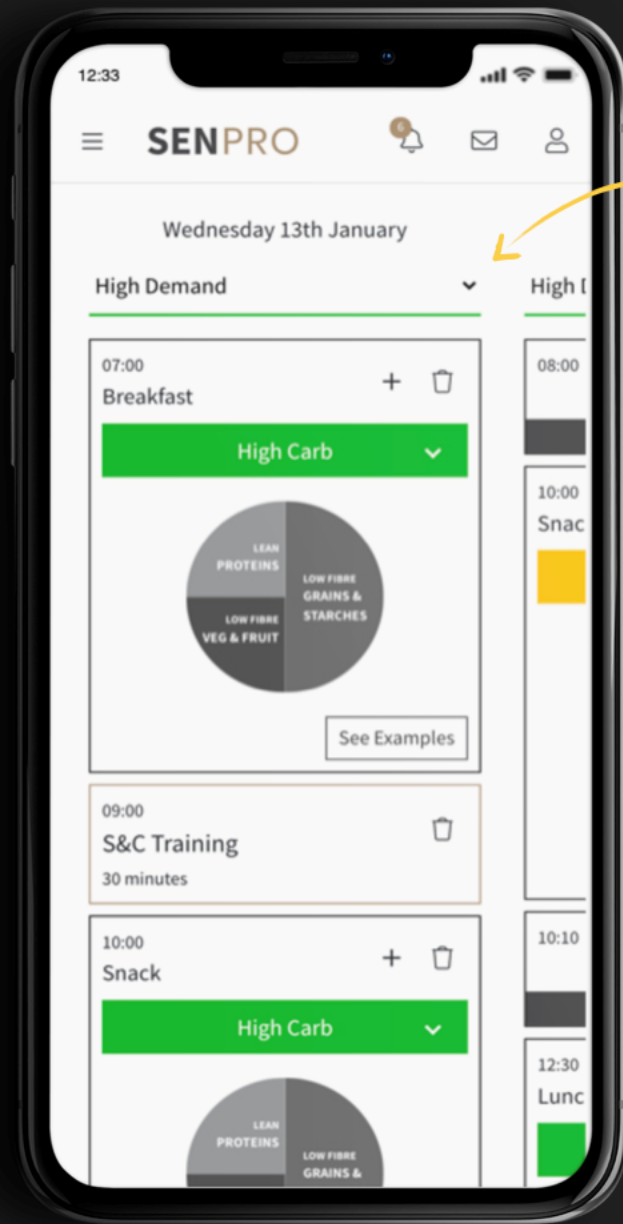 12:33
SENPRO
6
Wednesday 13th January
High Demand
07:00
Breakfast
High Carb
LEAN
PROTEINS
LOW FIBRE
GRAINS &
STARCHES
LOW FIBRE
VEG & FRUIT
See Examples
09:00
S&C Training
30 minutes
10:00
Snack
High Carb
LEAN
PROTEINS
LOW FIBRE
GRAINS &
High
08:00
10:00
Snac
10:10
12:30
Lunc